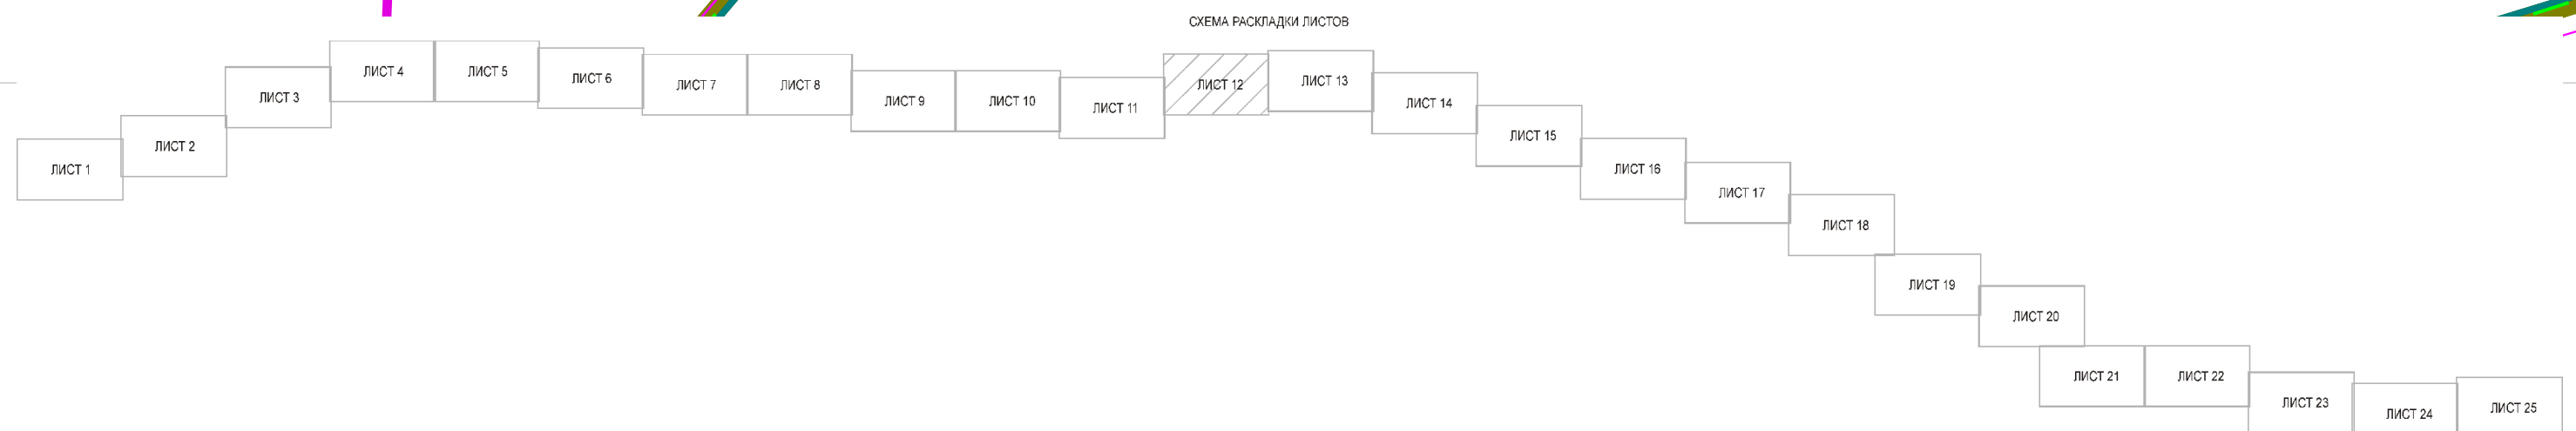 СХЕМА РАСКЛАДКИ ЛИСТОВ
ЛИСТ 1
ЛИСТ 2
ЛИСТ 3
ЛИСТ 4
ЛИСТ 5
ЛИСТ 6
ЛИСТ 7
ЛИСТ 8
ЛИСТ 9
ЛИСТ 10
ЛИСТ 11
ЛИСТ 12
ЛИСТ 13
ЛИСТ 14
ЛИСТ 15
ЛИСТ 16
ЛИСТ 17
ЛИСТ 18
ЛИСТ 19
ЛИСТ 20
ЛИСТ 21
ЛИСТ 22
ЛИСТ 23
ЛИСТ 24
ЛИСТ 25